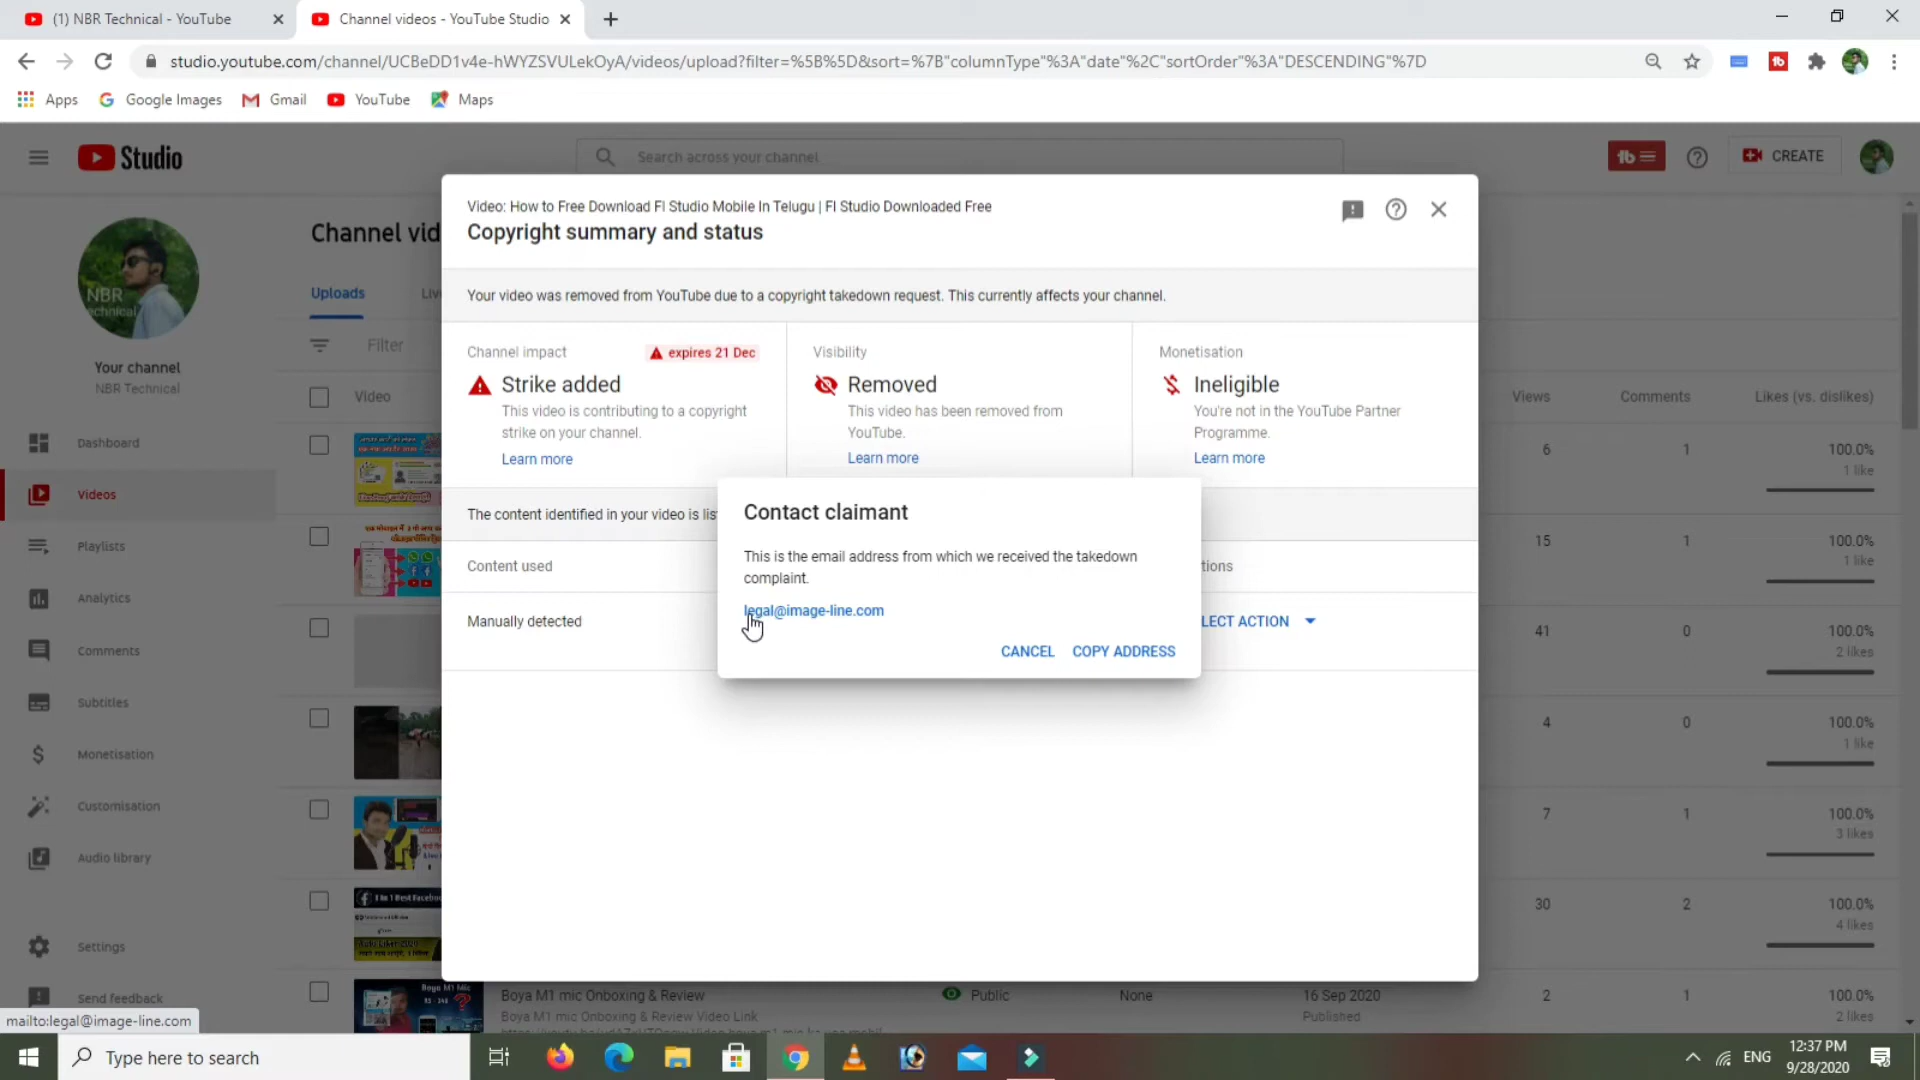 (1) NBR Technical - YouTube
Channel videos - YouTube Studio
studio.youtube.com/channel/UCBeDD1v4e-hWYZSVULekOyA/videos/upload?filter=%5B%5D&sort=%7B"columnType"%3A"date"%2C"sortOrder"%3A"DESCENDING"%7D
Apps
Google Images
Gmail
YouTube
Maps
Studio
Search across your channel
CREATE
Channel vid
Uploads
Liv
Filter
NBR
Technical
Your channel
NBR Technical
Video
Views
Comments
Likes (vs. dislikes)
Dashboard
Videos
Playlists
Analytics
Comments
Subtitles
Monetisation
Customisation
Audio library
Settings
Send feedback
Video: How to Free Download Fl Studio Mobile In Telugu | Fl Studio Downloaded Free
Copyright summary and status
Your video was removed from YouTube due to a copyright takedown request. This currently affects your channel.
Channel impact
expires 21 Dec
Strike added
This video is contributing to a copyright
strike on your channel.
Learn more
Visibility
Removed
This video has been removed from
YouTube.
Learn more
Monetisation
Ineligible
You're not in the YouTube Partner
Programme.
Learn more
The content identified in your video is lis
Content used
tions
Manually detected
LECT ACTION
Contact claimant
This is the email address from which we received the takedown
complaint.
legal@image-line.com
CANCEL
COPY ADDRESS
6
1
100.0%
1 like
15
1
100.0%
1 like
41
0
100.0%
2 likes
4
0
100.0%
1 like
7
1
100.0%
3 likes
30
2
100.0%
4 likes
Boya M1 Mic
Boya M1 mic Onboxing & Review
Boya M1 mic Onboxing & Review Video Link
Public
None
16 Sep 2020
Published
2
1
100.0%
2 likes
mailto:legal@image-line.com
Type here to search
ENG
12:37 PM
9/28/2020